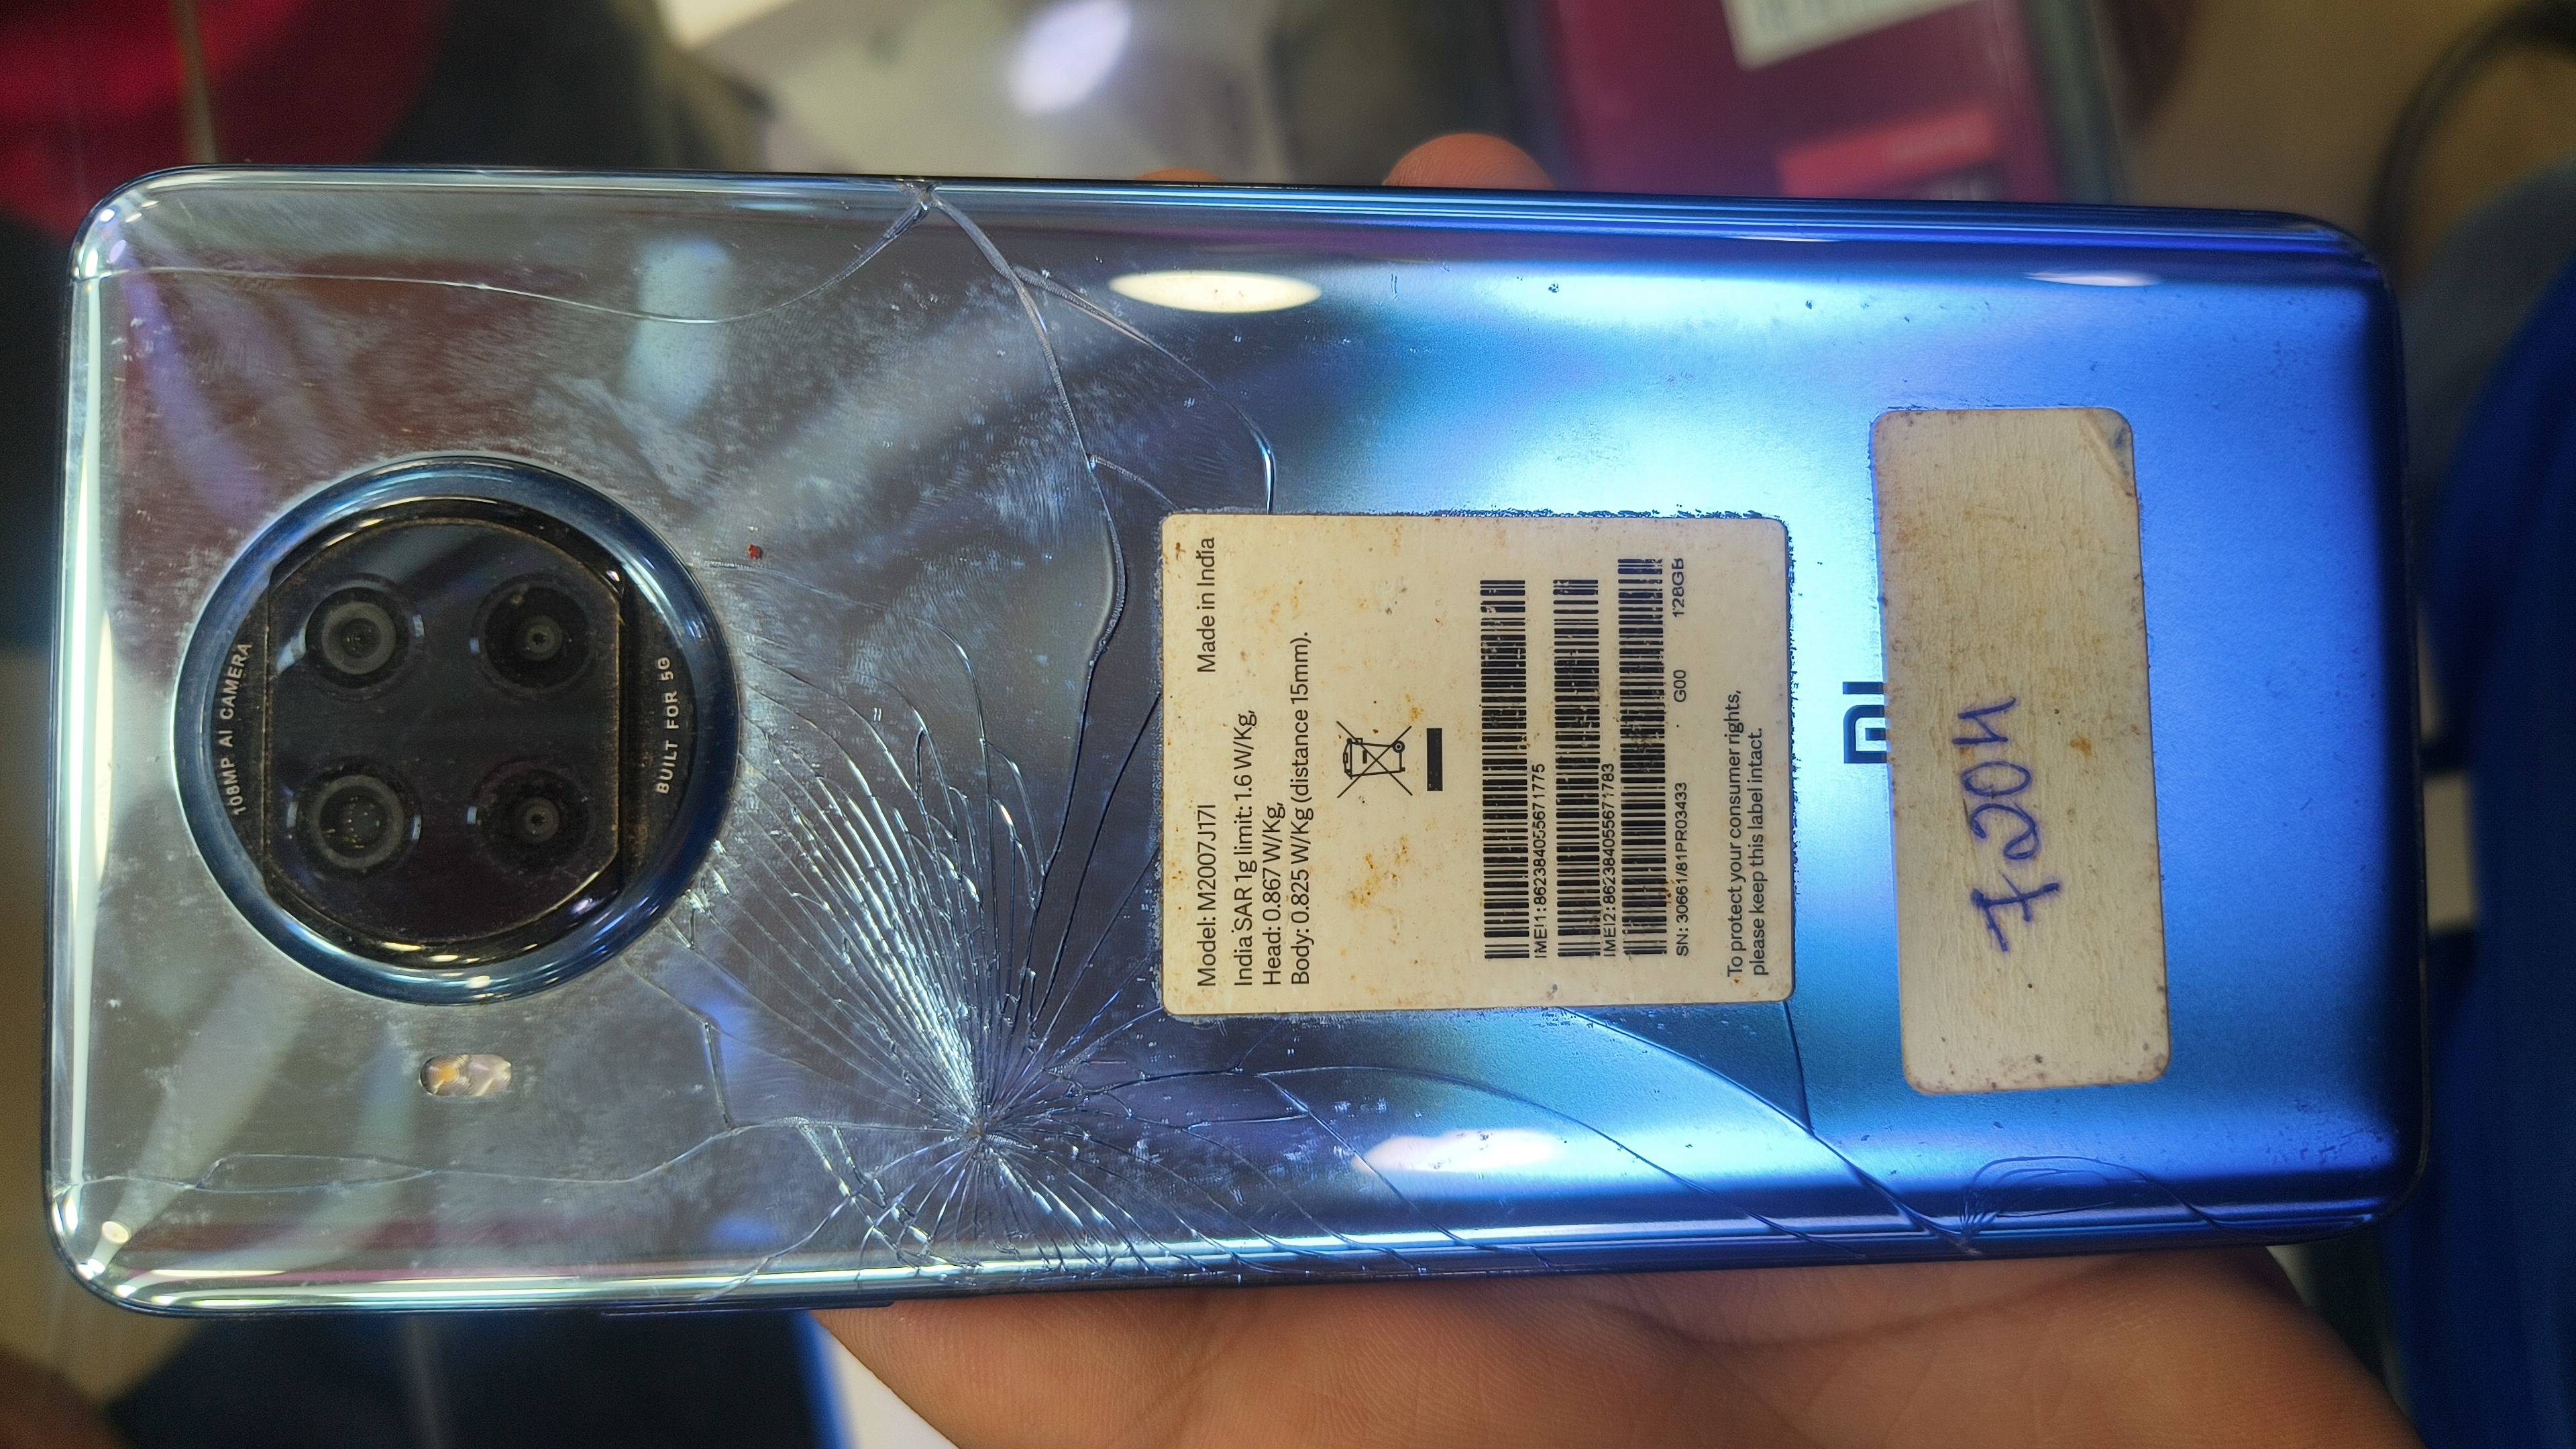 108MP AI CAMERA
BUILT FOR 5G
Model: M2007J17I Made in India
India SAR 1g limit: 1.6 W/Kg,
Head: 0.867 W/Kg,
Body: 0.825 W/Kg (distance 15mm).
IMEI1:862384055671775
IMEI2:862384055671783
SN: 30661/81PR03433 G00 128GB
To protect your consumer rights,
please keep this label intact.